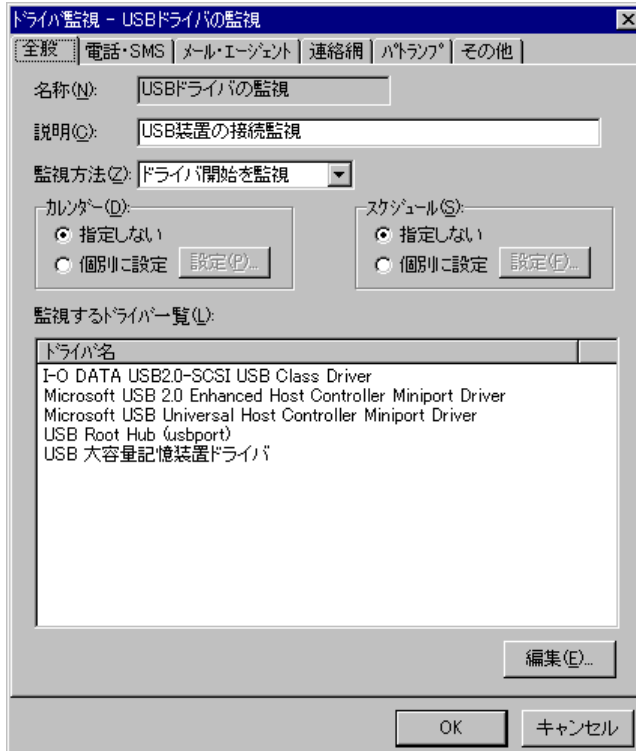 ﾄﾞﾗｲﾊﾞ監視 - USBドライバの監視
全般 電話・SMS ﾒｰﾙ・ｴｰｼﾞｪﾝﾄ 連絡網 ﾊﾟﾄﾗﾝﾌﾟ その他
名称(N): USBドライバの監視
説明(C): USB装置の接続監視
監視方法(Z): ドライバ開始を監視
ｶﾚﾝﾀﾞｰ(D): ｽｹｼﾞｭｰﾙ(S):
指定しない 指定しない
個別に設定 設定(P)... 個別に設定 設定(F)...
監視するﾄﾞﾗｲﾊﾞ一覧(L):
ﾄﾞﾗｲﾊﾞ名
I-O DATA USB2.0-SCSI USB Class Driver
Microsoft USB 2.0 Enhanced Host Controller Miniport Driver
Microsoft USB Universal Host Controller Miniport Driver
USB Root Hub (usbport)
USB 大容量記憶装置ドライバ
編集(E)...
OK キャンセル